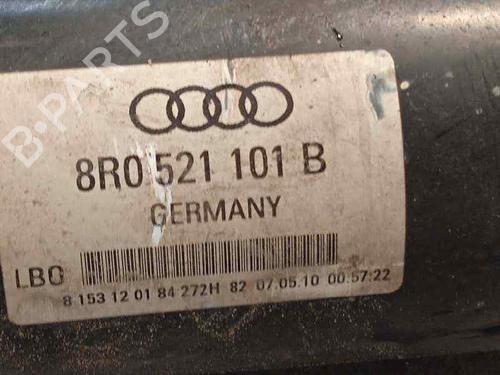 B-PARTS
8R0 521 101 B
GERMANY
LBO
8 153 12 01 84 272H 82 07.05.10 00:57:22